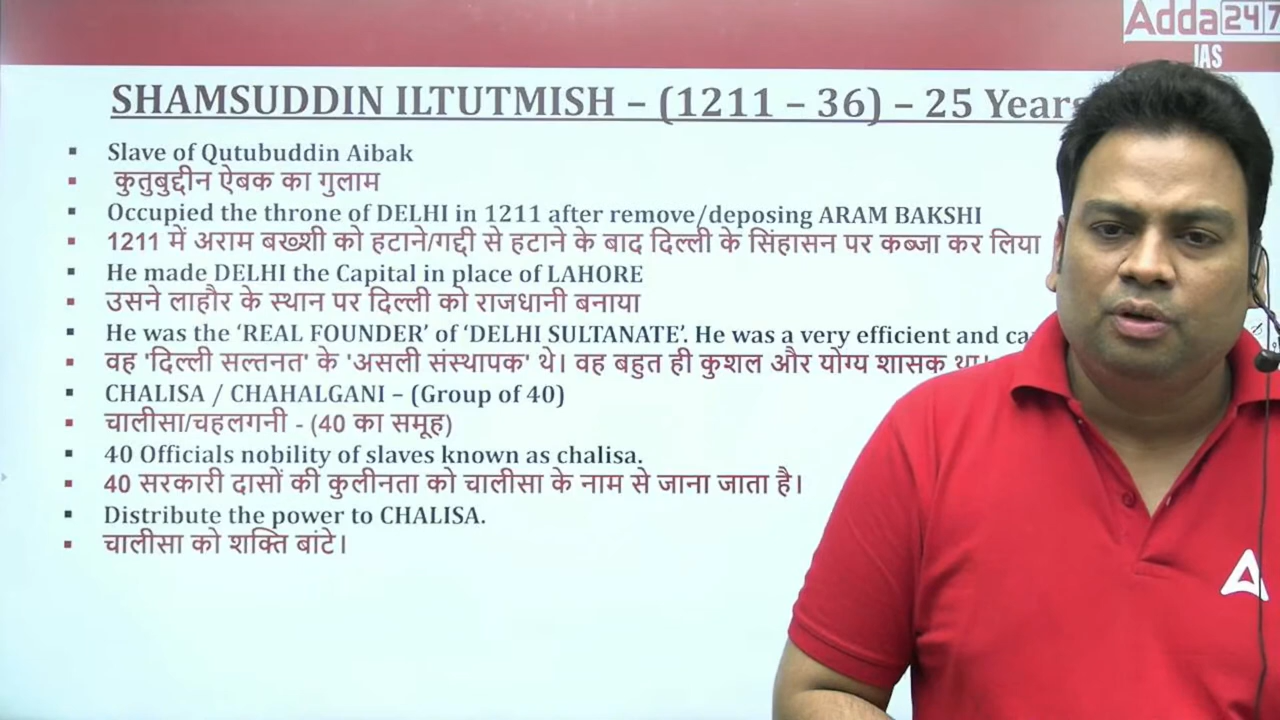 Adda 24 7
IAS
SHAMSUDDIN ILTUTMISH – (1211 – 36) – 25 Years
▪ Slave of Qutubuddin Aibak
▪ कुतुबुद्दीन ऐबक का गुलाम
▪ Occupied the throne of DELHI in 1211 after remove/deposing ARAM BAKSHI
▪ 1211 में अराम बख्शी को हटाने/गद्दी से हटाने के बाद दिल्ली के सिंहासन पर कब्जा कर लिया
▪ He made DELHI the Capital in place of LAHORE
▪ उसने लाहौर के स्थान पर दिल्ली को राजधानी बनाया
▪ He was the ‘REAL FOUNDER’ of ‘DELHI SULTANATE’. He was a very efficient and
▪ वह 'दिल्ली सल्तनत' के 'असली संस्थापक' थे। वह बहुत ही कुशल और योग्य शासक था।
▪ CHALISA / CHAHALGANI – (Group of 40)
▪ चालीसा/चहलगनी - (40 का समूह)
▪ 40 Officials nobility of slaves known as chalisa.
▪ 40 सरकारी दासों की कुलीनता को चालीसा के नाम से जाना जाता है।
▪ Distribute the power to CHALISA.
▪ चालीसा को शक्ति बांटे।